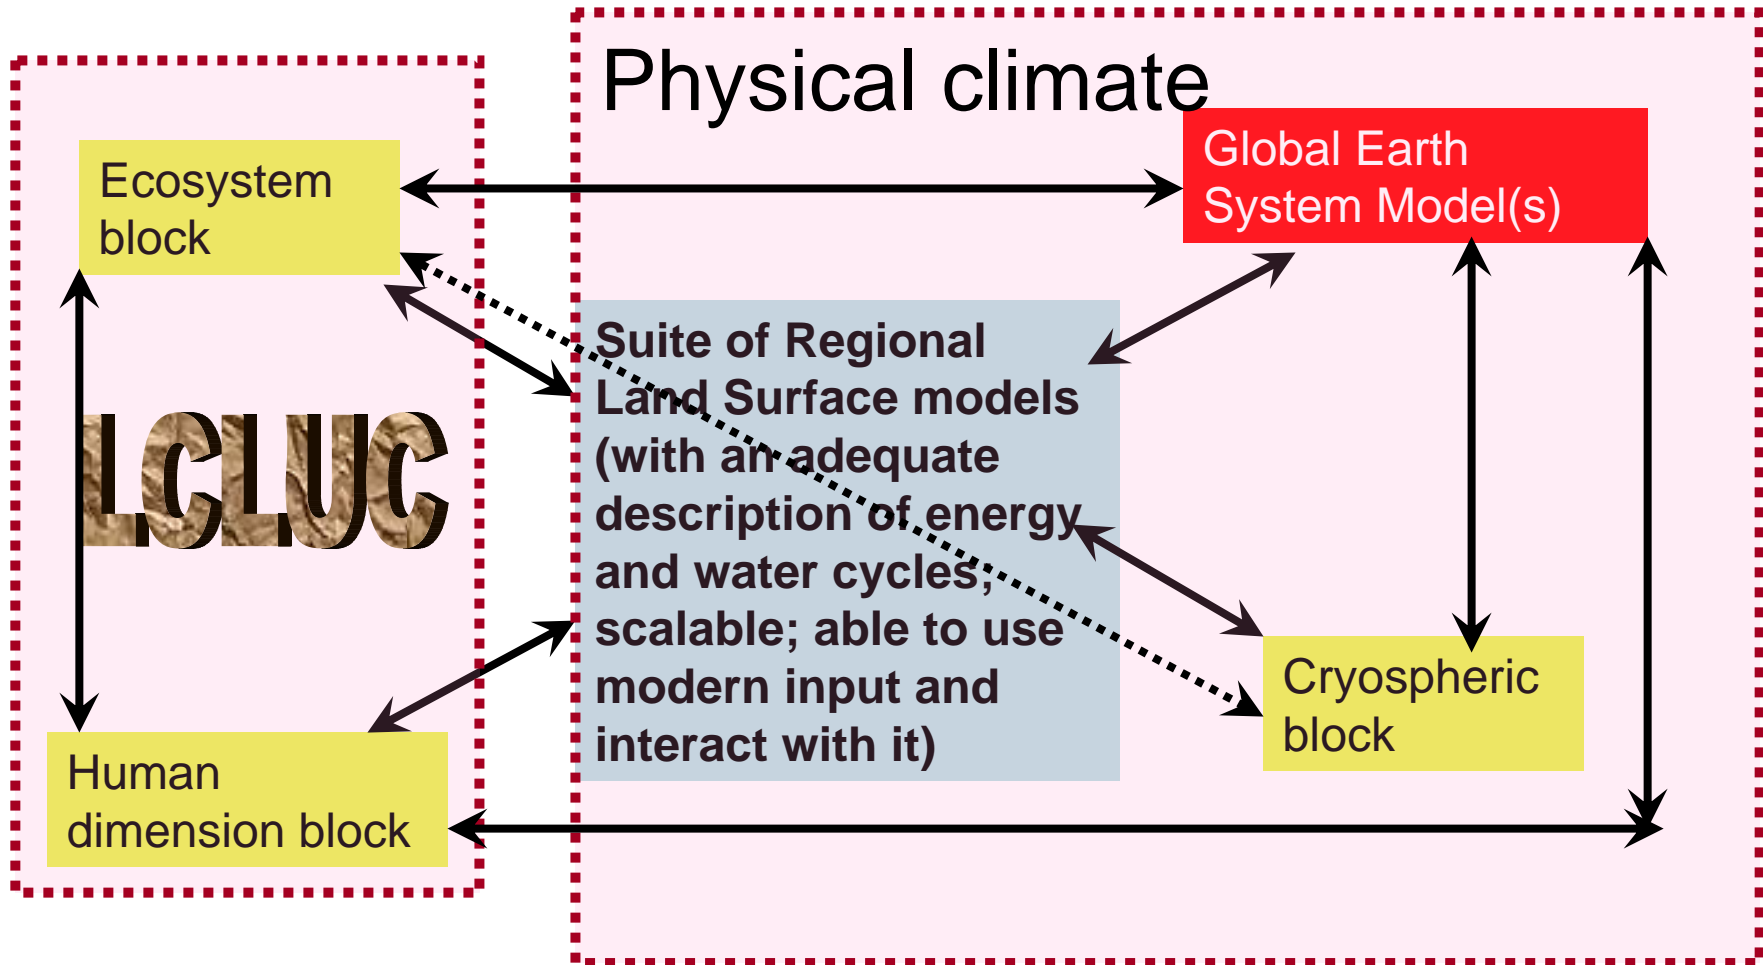 Physical climate
Ecosystem
block
Global Earth
System Model(s)
Suite of Regional
Land Surface models
(with an adequate
description of energy
and water cycles;
scalable; able to use
modern input and
interact with it)
LCLUC
Cryospheric
block
Human
dimension block